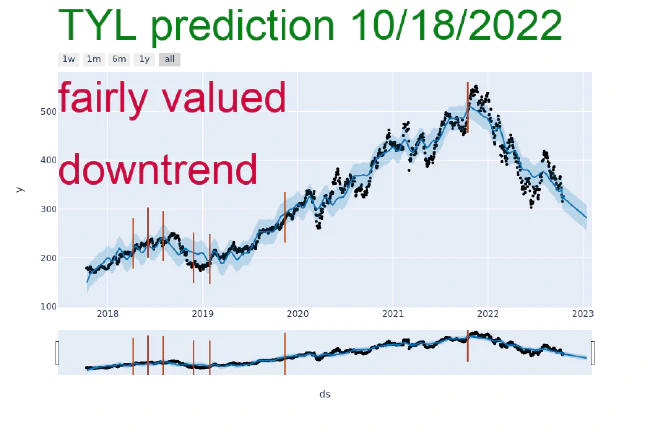 TYL prediction 10/18/2022
1w 1m 6m 1y all
fairly valued
downtrend
500
400
300
200
100
y
2018 2019 2020 2021 2022 2023
ds